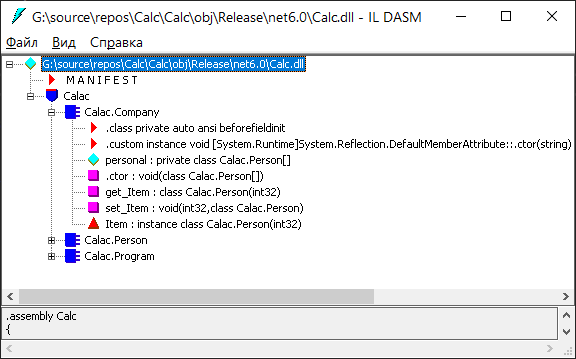 G:\source\repos\Calc\Calc\obj\Release\net6.0\Calc.dll - IL DASM
Файл Вид Справка
G:\source\repos\Calc\Calc\obj\Release\net6.0\Calc.dll
M A N I F E S T
Calac
Calac.Company
.class private auto ansi beforefieldinit
.custom instance void [System.Runtime]System.Reflection.DefaultMemberAttribute::.ctor(string)
personal : private class Calac.Person[]
.ctor : void(class Calac.Person[])
get_Item : class Calac.Person(int32)
set_Item : void(int32,class Calac.Person)
Item : instance class Calac.Person(int32)
Calac.Person
Calac.Program
.assembly Calc
{